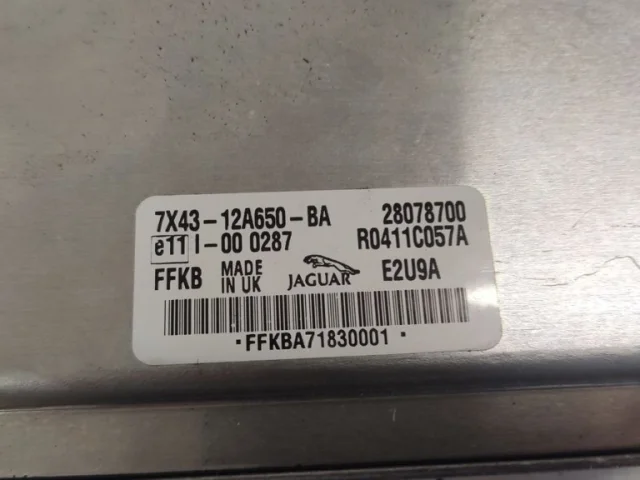 7X43-12A650-BA 28078700
e11 I-00 0287 R0411C057A
FFKB MADE IN UK JAGUAR E2U9A
·FFKBA71830001·